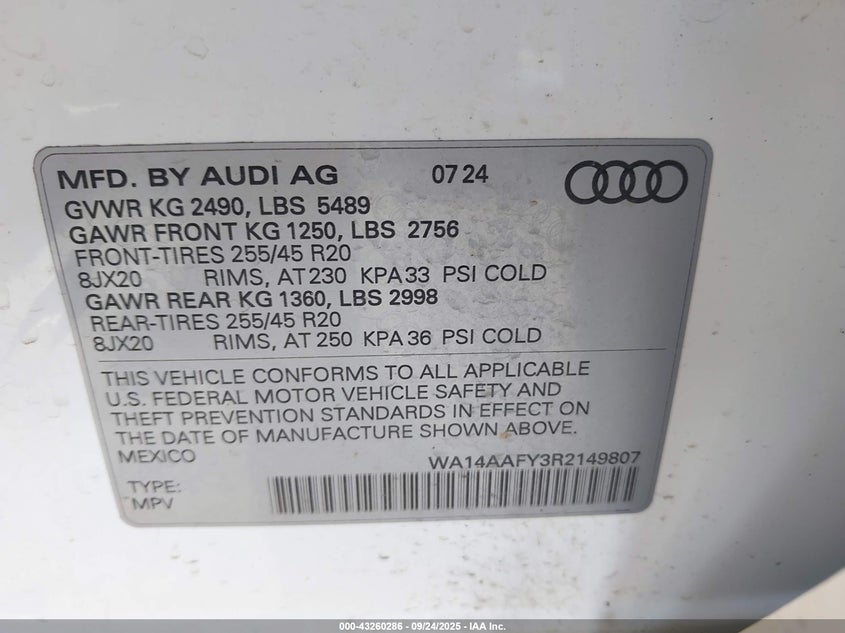 MFD. BY AUDI AG 07 24
GVWR KG 2490, LBS 5489
GAWR FRONT KG 1250, LBS 2756
FRONT-TIRES 255/45 R20
8JX20 RIMS, AT 230 KPA 33 PSI COLD
GAWR REAR KG 1360, LBS 2998
REAR-TIRES 255/45 R20
8JX20 RIMS, AT 250 KPA 36 PSI COLD
THIS VEHICLE CONFORMS TO ALL APPLICABLE
U.S. FEDERAL MOTOR VEHICLE SAFETY AND
THEFT PREVENTION STANDARDS IN EFFECT ON
THE DATE OF MANUFACTURE SHOWN ABOVE.
MEXICO WA14AAFY3R2149807
TYPE:
MPV
000-43260286 - 09/24/2025 - IAA Inc.